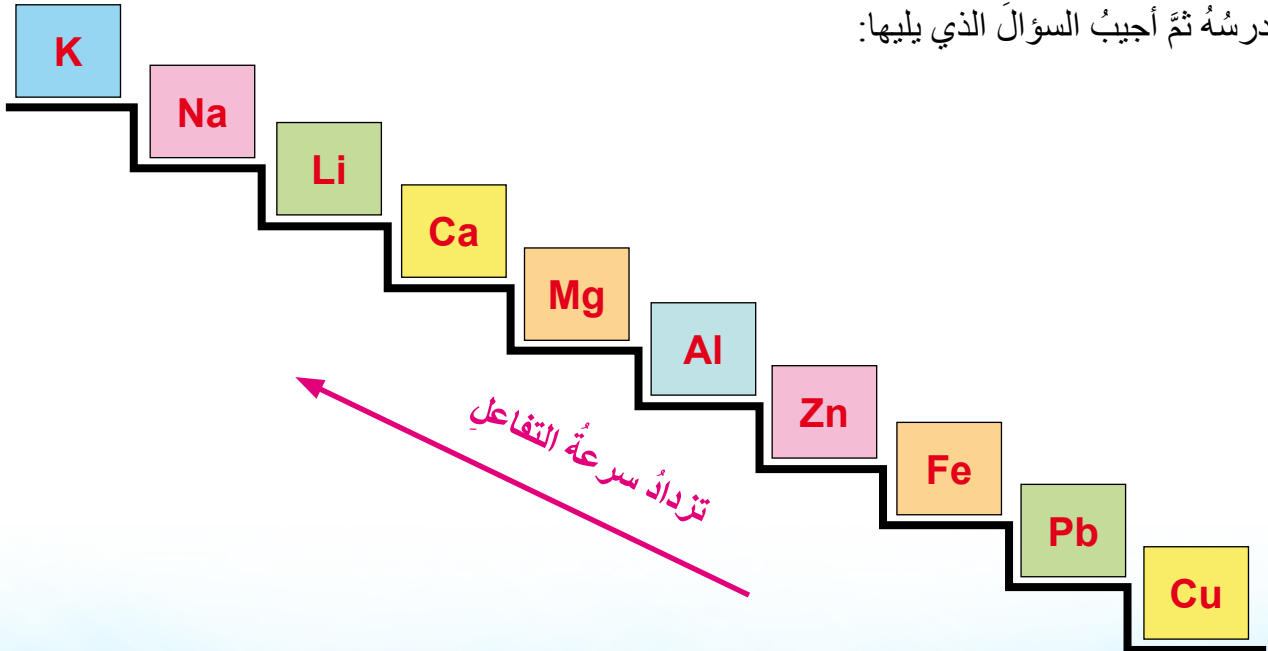 درسُهُ ثمَّ أجيبُ السؤالَ الذي يليها:
K
Na
Li
Ca
Mg
Al
Zn
Fe
Pb
Cu
تزدادُ سرعةُ التفاعلِ